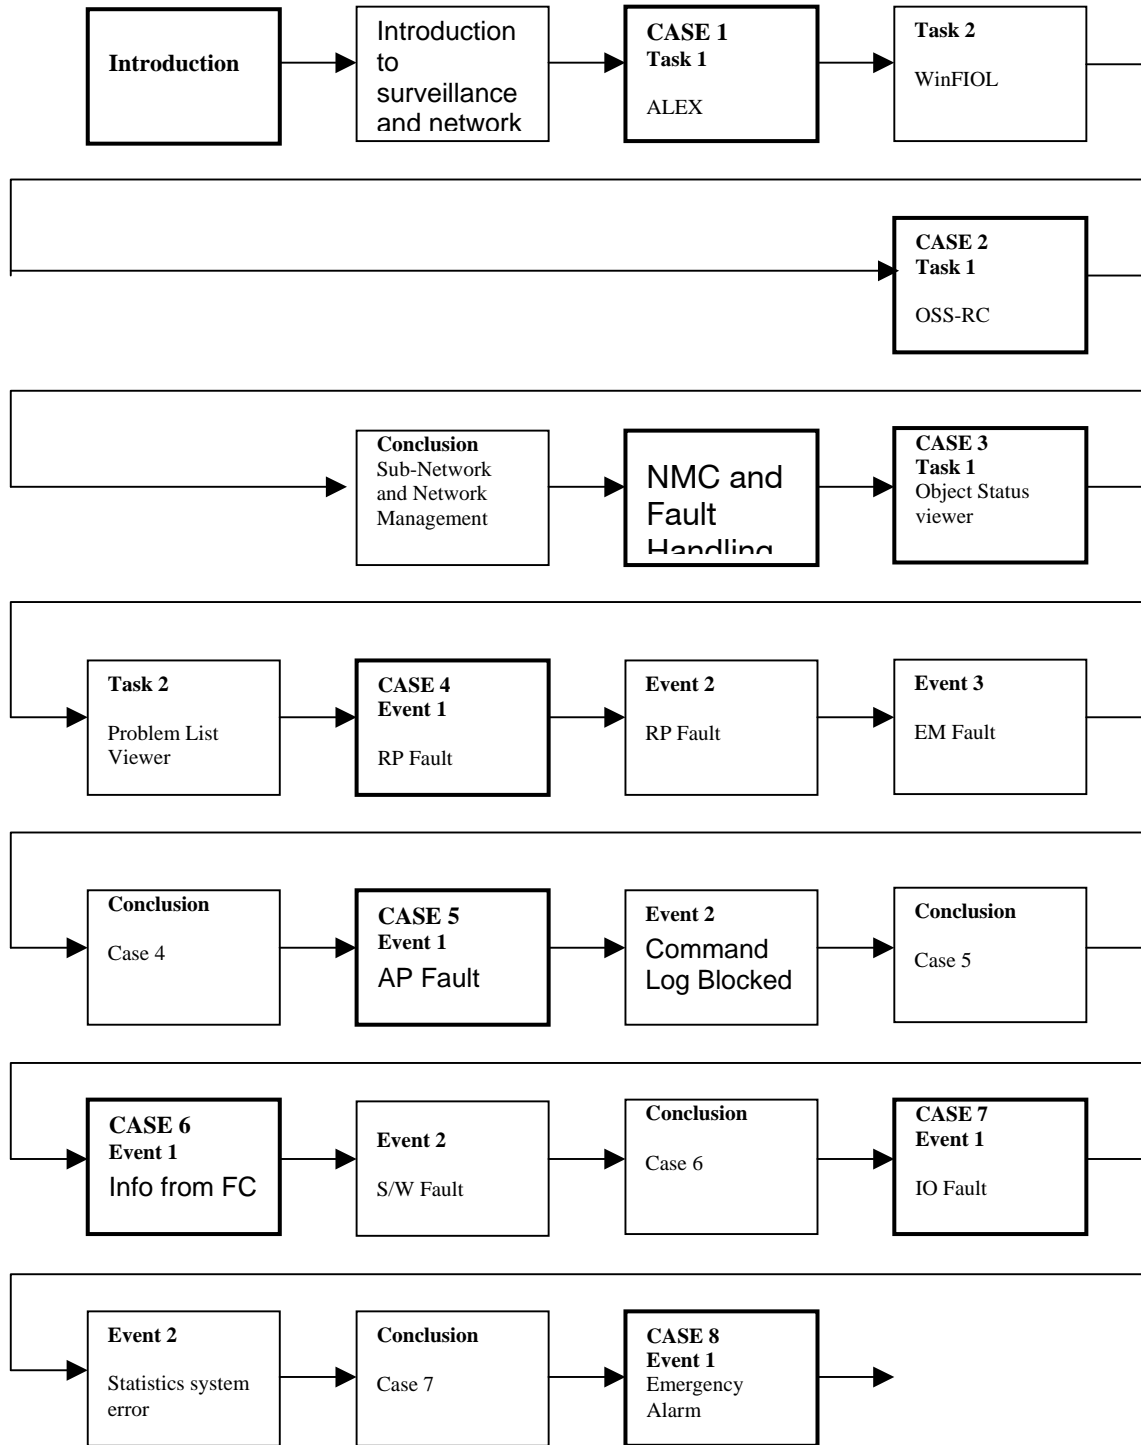 Introduction
Introduction
to
surveillance
and network
CASE 1
Task 1
ALEX
Task 2
WinFIOL
CASE 2
Task 1
OSS-RC
Conclusion
Sub-Network
and Network
Management
NMC and
Fault
Handling
CASE 3
Task 1
Object Status
viewer
Task 2
Problem List
Viewer
CASE 4
Event 1
RP Fault
Event 2
RP Fault
Event 3
EM Fault
Conclusion
Case 4
CASE 5
Event 1
AP Fault
Event 2
Command
Log Blocked
Conclusion
Case 5
CASE 6
Event 1
Info from FC
Event 2
S/W Fault
Conclusion
Case 6
CASE 7
Event 1
IO Fault
Event 2
Statistics system
error
Conclusion
Case 7
CASE 8
Event 1
Emergency
Alarm